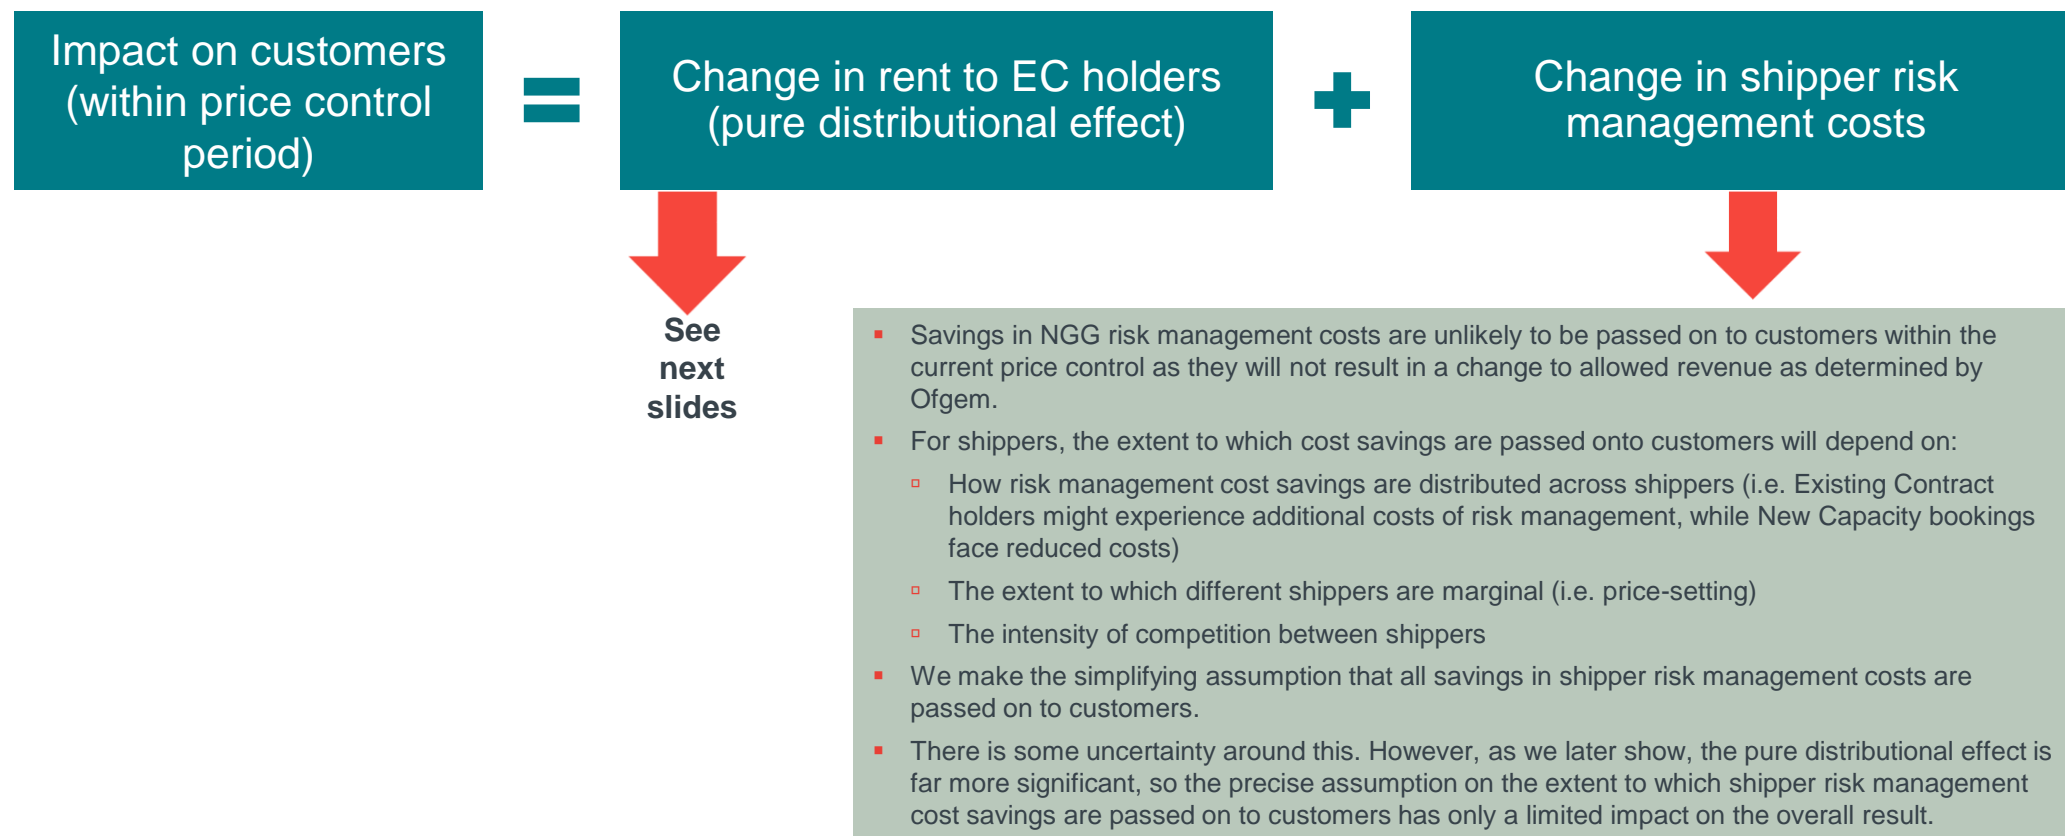 Impact on customers
(within price control
period)
=
Change in rent to EC holders
(pure distributional effect)
+
Change in shipper risk
management costs
See
next
slides
▪ Savings in NGG risk management costs are unlikely to be passed on to customers within the
current price control as they will not result in a change to allowed revenue as determined by
Ofgem.
▪ For shippers, the extent to which cost savings are passed onto customers will depend on:
▫ How risk management cost savings are distributed across shippers (i.e. Existing Contract
holders might experience additional costs of risk management, while New Capacity bookings
face reduced costs)
▫ The extent to which different shippers are marginal (i.e. price-setting)
▫ The intensity of competition between shippers
▪ We make the simplifying assumption that all savings in shipper risk management costs are
passed on to customers.
▪ There is some uncertainty around this. However, as we later show, the pure distributional effect is
far more significant, so the precise assumption on the extent to which shipper risk management
cost savings are passed on to customers has only a limited impact on the overall result.